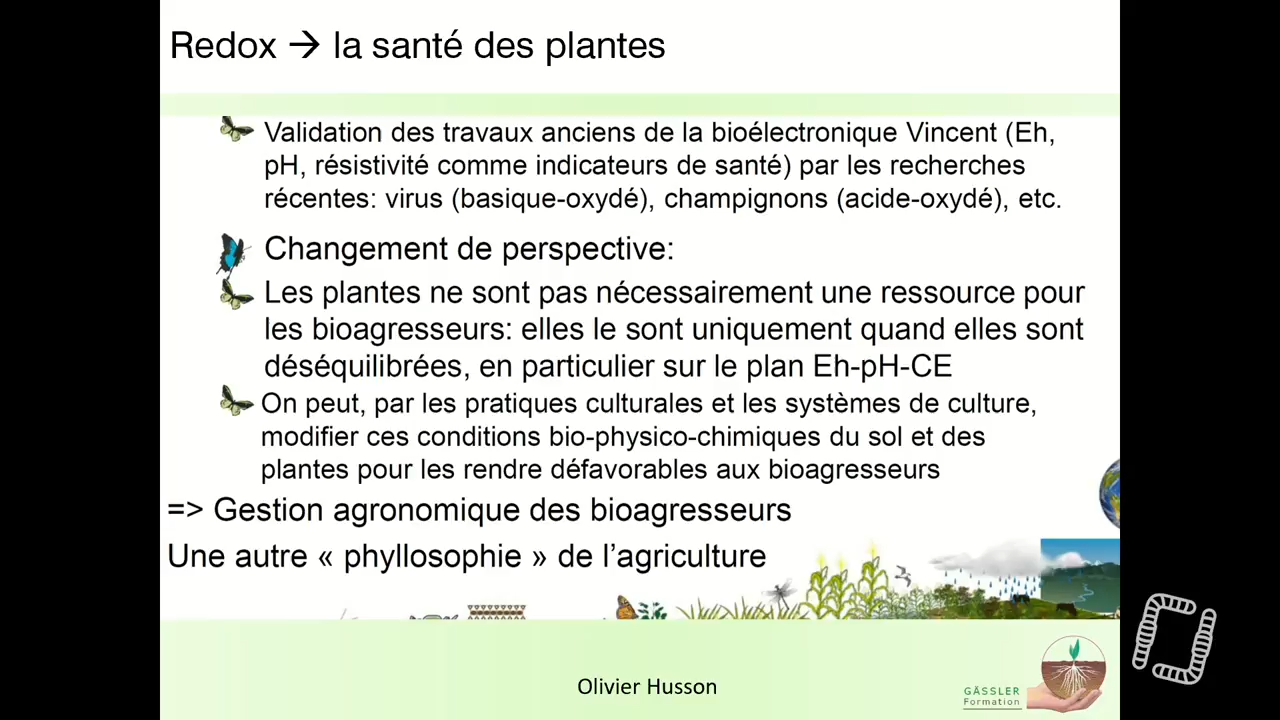 Redox → la santé des plantes
Validation des travaux anciens de la bioélectronique Vincent (Eh,
pH, résistivité comme indicateurs de santé) par les recherches
récentes: virus (basique-oxydé), champignons (acide-oxydé), etc.
Changement de perspective:
Les plantes ne sont pas nécessairement une ressource pour
les bioagresseurs: elles le sont uniquement quand elles sont
déséquilibrées, en particulier sur le plan Eh-pH-CE
On peut, par les pratiques culturales et les systèmes de culture,
modifier ces conditions bio-physico-chimiques du sol et des
plantes pour les rendre défavorables aux bioagresseurs
=> Gestion agronomique des bioagresseurs
Une autre « phyllosophie » de l’agriculture
Olivier Husson
GÄSSLER
Formation